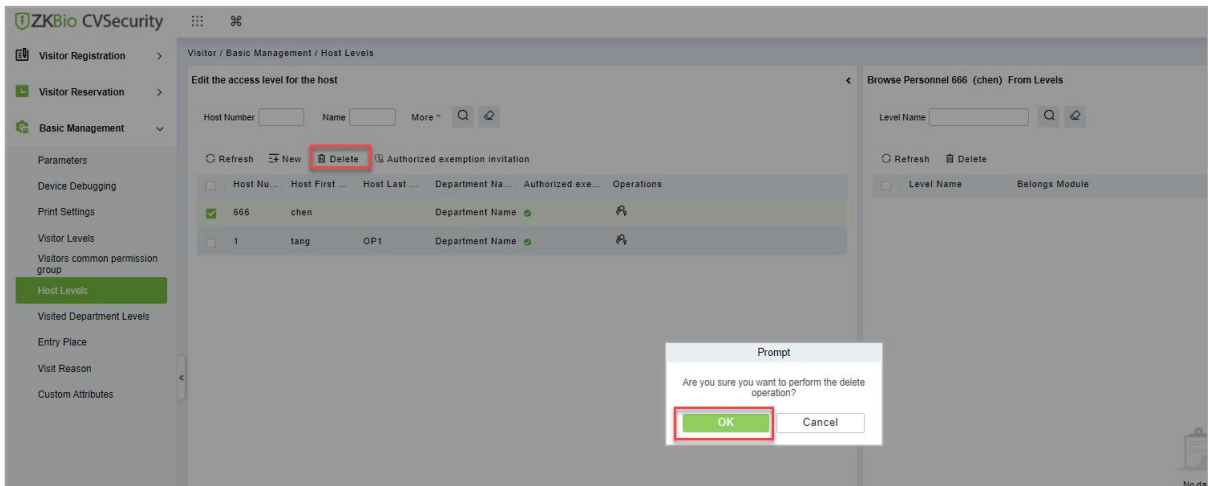 ZKBio CVSecurity
Visitor Registration
Visitor Reservation
Basic Management
Parameters
Device Debugging
Print Settings
Visitor Levels
Visitors common permission
group
Host Levels
Visited Department Levels
Entry Place
Visit Reason
Custom Attributes
Visitor / Basic Management / Host Levels
Edit the access level for the host
Host Number
Name
More
Refresh New Delete Authorized exemption invitation
Host Nu... Host First ... Host Last ... Department Na... Authorized exe... Operations
666 chen Department Name
1 tang OP1 Department Name
Browse Personnel 666 (chen) From Levels
Level Name
Refresh Delete
Level Name Belongs Module
Prompt
Are you sure you want to perform the delete
operation?
OK Cancel